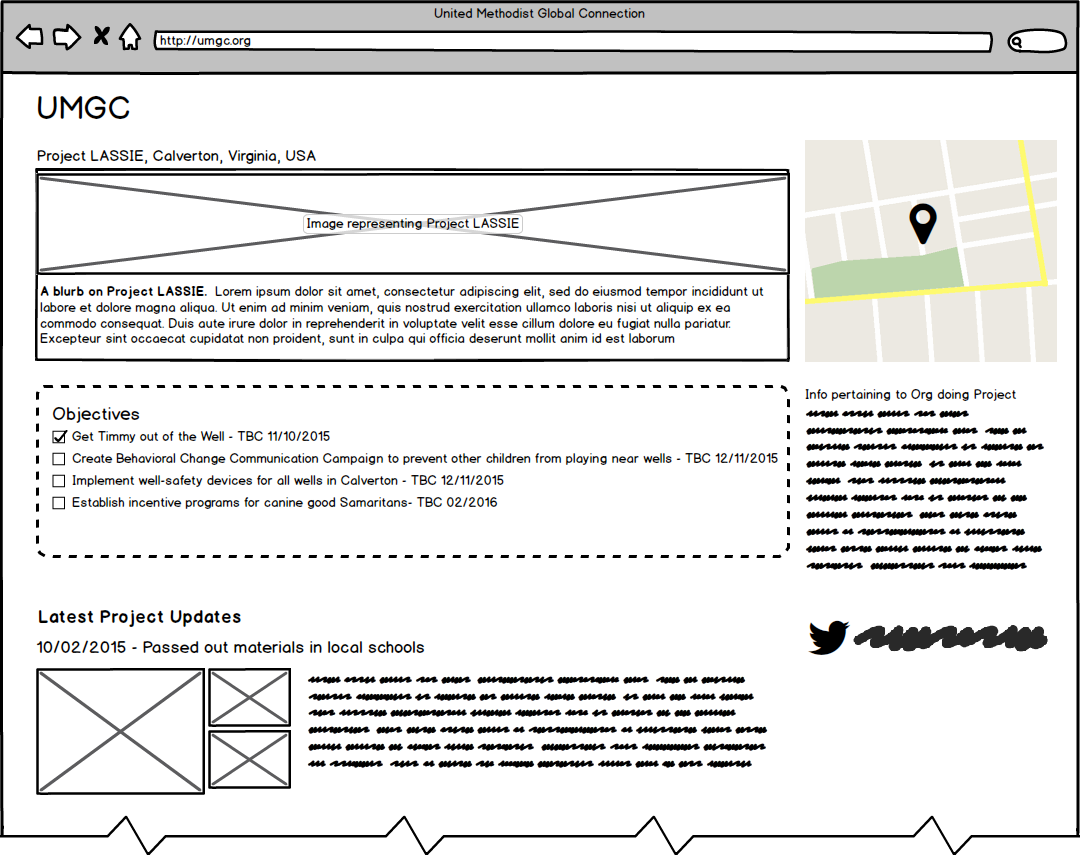 United Methodist Global Connection
http://umgc.org
UMGC
Project LASSIE, Calverton, Virginia, USA
Image representing Project LASSIE
A blurb on Project LASSIE. Lorem ipsum dolor sit amet, consectetur adipiscing elit, sed do eiusmod tempor incididunt ut
labore et dolore magna aliqua. Ut enim ad minim veniam, quis nostrud exercitation ullamco laboris nisi ut aliquip ex ea
commodo consequat. Duis aute irure dolor in reprehenderit in voluptate velit esse cillum dolore eu fugiat nulla pariatur.
Excepteur sint occaecat cupidatat non proident, sunt in culpa qui officia deserunt mollit anim id est laborum
Objectives
Get Timmy out of the Well - TBC 11/10/2015
Create Behavioral Change Communication Campaign to prevent other children from playing near wells - TBC 12/11/2015
Implement well-safety devices for all wells in Calverton - TBC 12/11/2015
Establish incentive programs for canine good Samaritans- TBC 02/2016
Info pertaining to Org doing Project
Latest Project Updates
10/02/2015 - Passed out materials in local schools